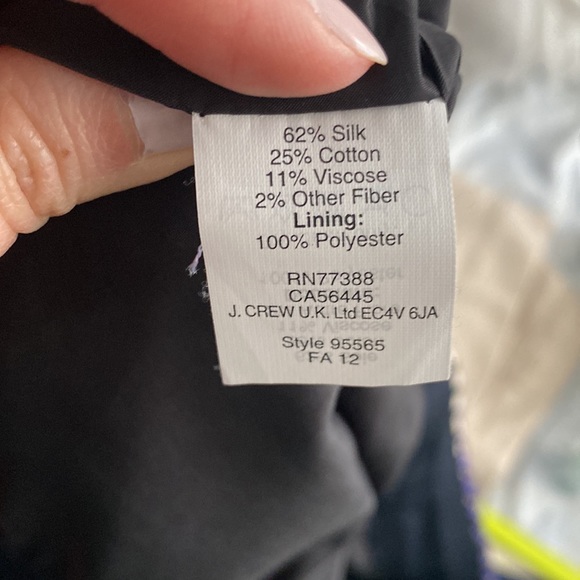 62% Silk
25% Cotton
11% Viscose
2% Other Fiber
Lining:
100% Polyester
RN77388
CA56445
J. CREW U.K. Ltd EC4V 6JA
Style 95565
FA 12